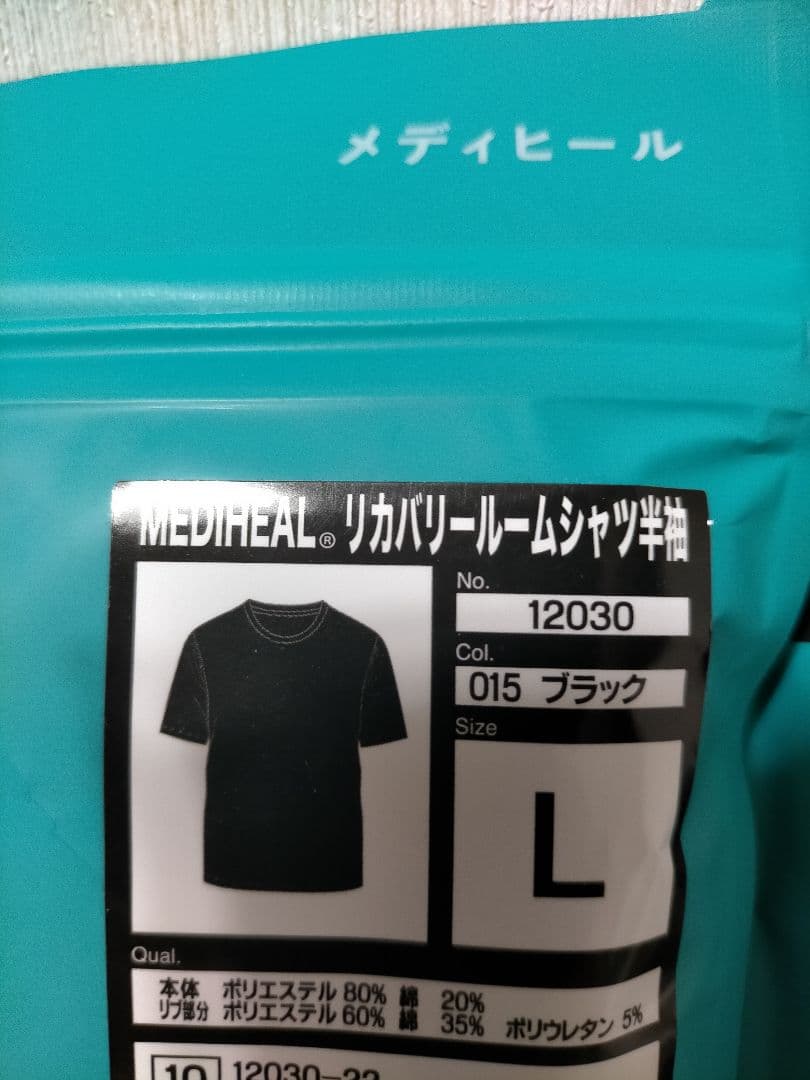 メディヒール
MEDIHEAL® リカバリールームシャツ半袖
No.
12030
Col.
015 ブラック
Size
L
Qual.
本体 ポリエステル 80% 綿 20%
リブ部分 ポリエステル 60% 綿 35% ポリウレタン 5%
10 12030-22